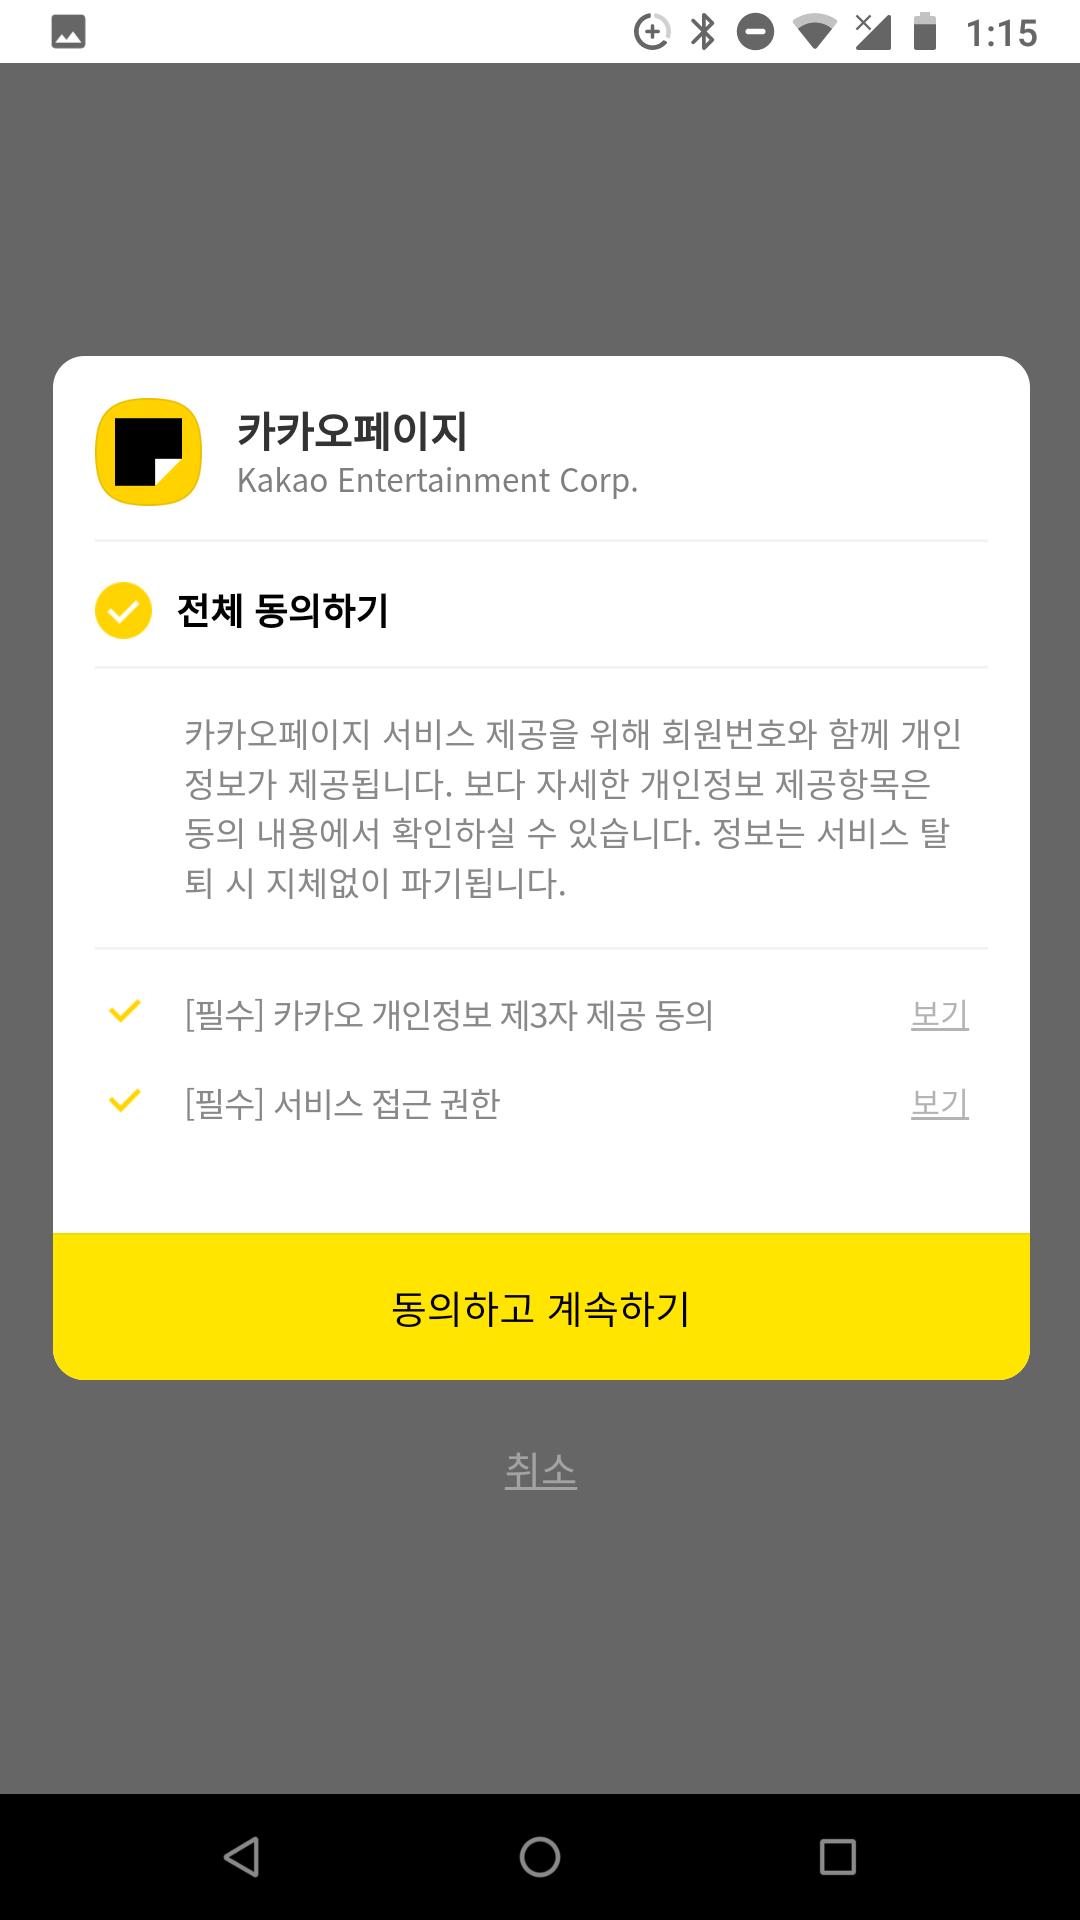 1:15
카카오페이지
Kakao Entertainment Corp.
전체 동의하기
카카오페이지 서비스 제공을 위해 회원번호와 함께 개인
정보가 제공됩니다. 보다 자세한 개인정보 제공항목은
동의 내용에서 확인하실 수 있습니다. 정보는 서비스 탈
퇴 시 지체없이 파기됩니다.
[필수] 카카오 개인정보 제3자 제공 동의 보기
[필수] 서비스 접근 권한 보기
동의하고 계속하기
취소